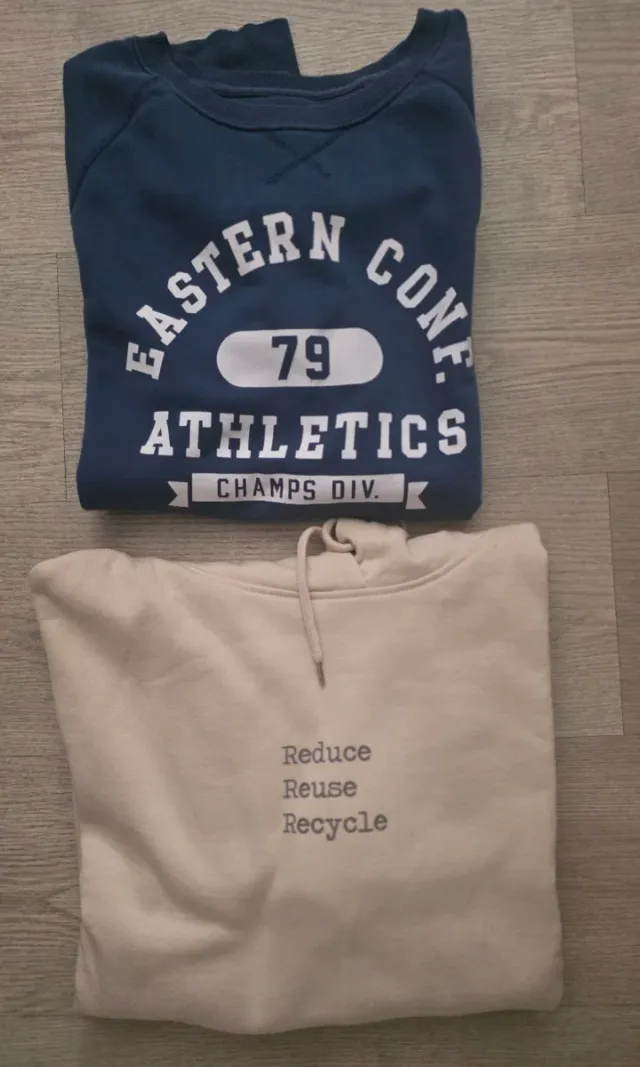 EASTERN CONF.
79
ATHLETICS
CHAMPS DIV.
Reduce
Reuse
Recycle